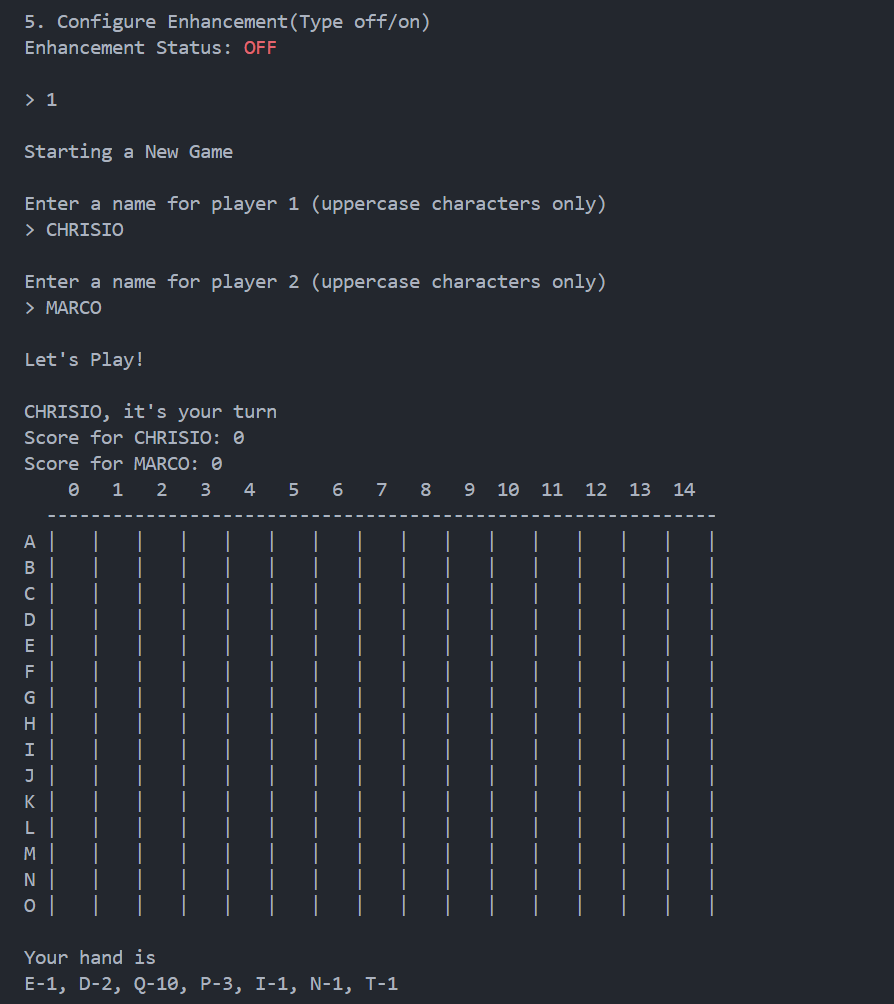 5. Configure Enhancement(Type off/on)
Enhancement Status: OFF
> 1
Starting a New Game
Enter a name for player 1 (uppercase characters only)
> CHRISIO
Enter a name for player 2 (uppercase characters only)
> MARCO
Let's Play!
CHRISIO, it's your turn
Score for CHRISIO: 0
Score for MARCO: 0
0 1 2 3 4 5 6 7 8 9 10 11 12 13 14
-------------------------------------------------------------
A | | | | | | | | | | | | | | | |
B | | | | | | | | | | | | | | | |
C | | | | | | | | | | | | | | | |
D | | | | | | | | | | | | | | | |
E | | | | | | | | | | | | | | | |
F | | | | | | | | | | | | | | | |
G | | | | | | | | | | | | | | | |
H | | | | | | | | | | | | | | | |
I | | | | | | | | | | | | | | | |
J | | | | | | | | | | | | | | | |
K | | | | | | | | | | | | | | | |
L | | | | | | | | | | | | | | | |
M | | | | | | | | | | | | | | | |
N | | | | | | | | | | | | | | | |
O | | | | | | | | | | | | | | | |
Your hand is
E-1, D-2, Q-10, P-3, I-1, N-1, T-1